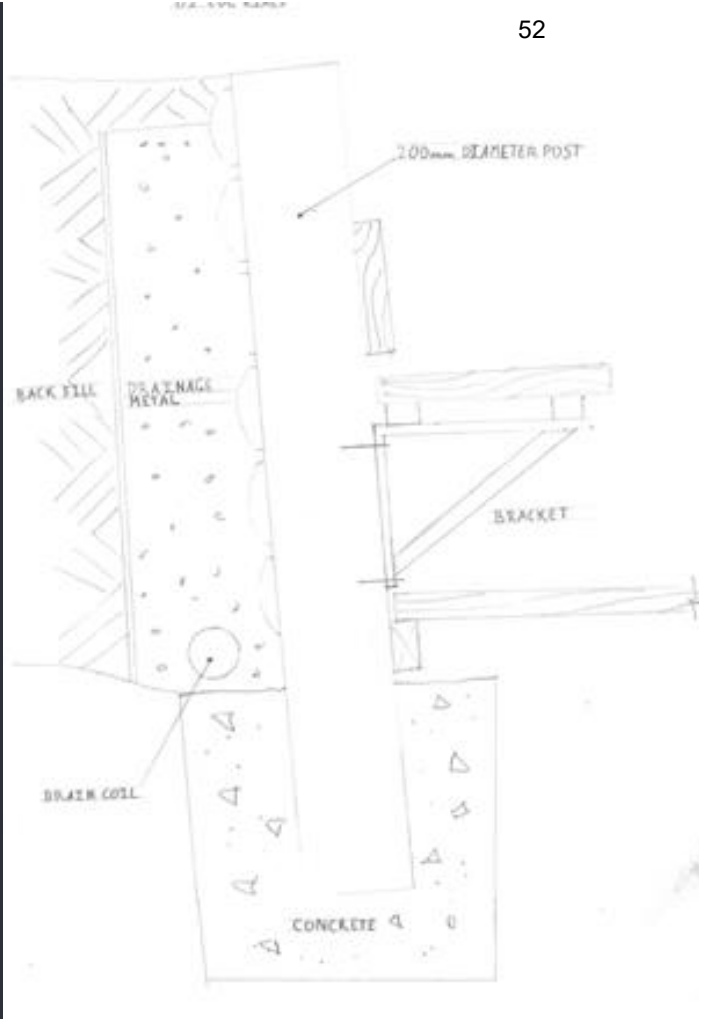 52
200mm DIAMETER POST
BACK FILL
DRAINAGE
METAL
BRACKET
DRAIN COIL
CONCRETE